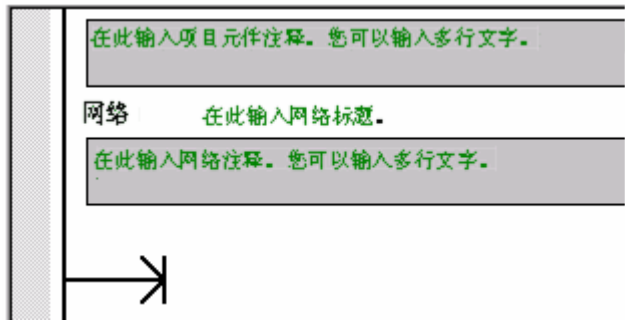 在此输入项目元件注释。您可以输入多行文字。
网络 在此输入网络标题。
在此输入网络注释。您可以输入多行文字。